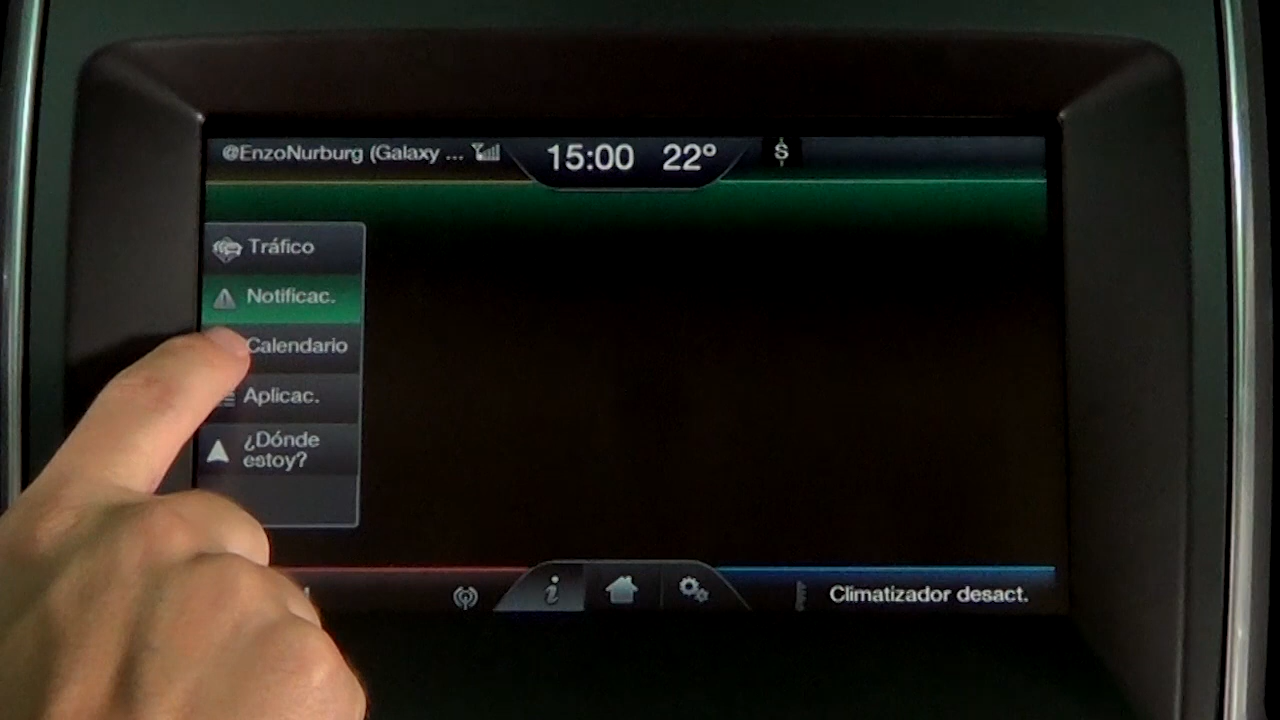 @EnzoNurburg (Galaxy ...
15:00 22°
Tráfico
Notificac.
Calendario
Aplicac.
¿Dónde
estoy?
i
Climatizador desact.